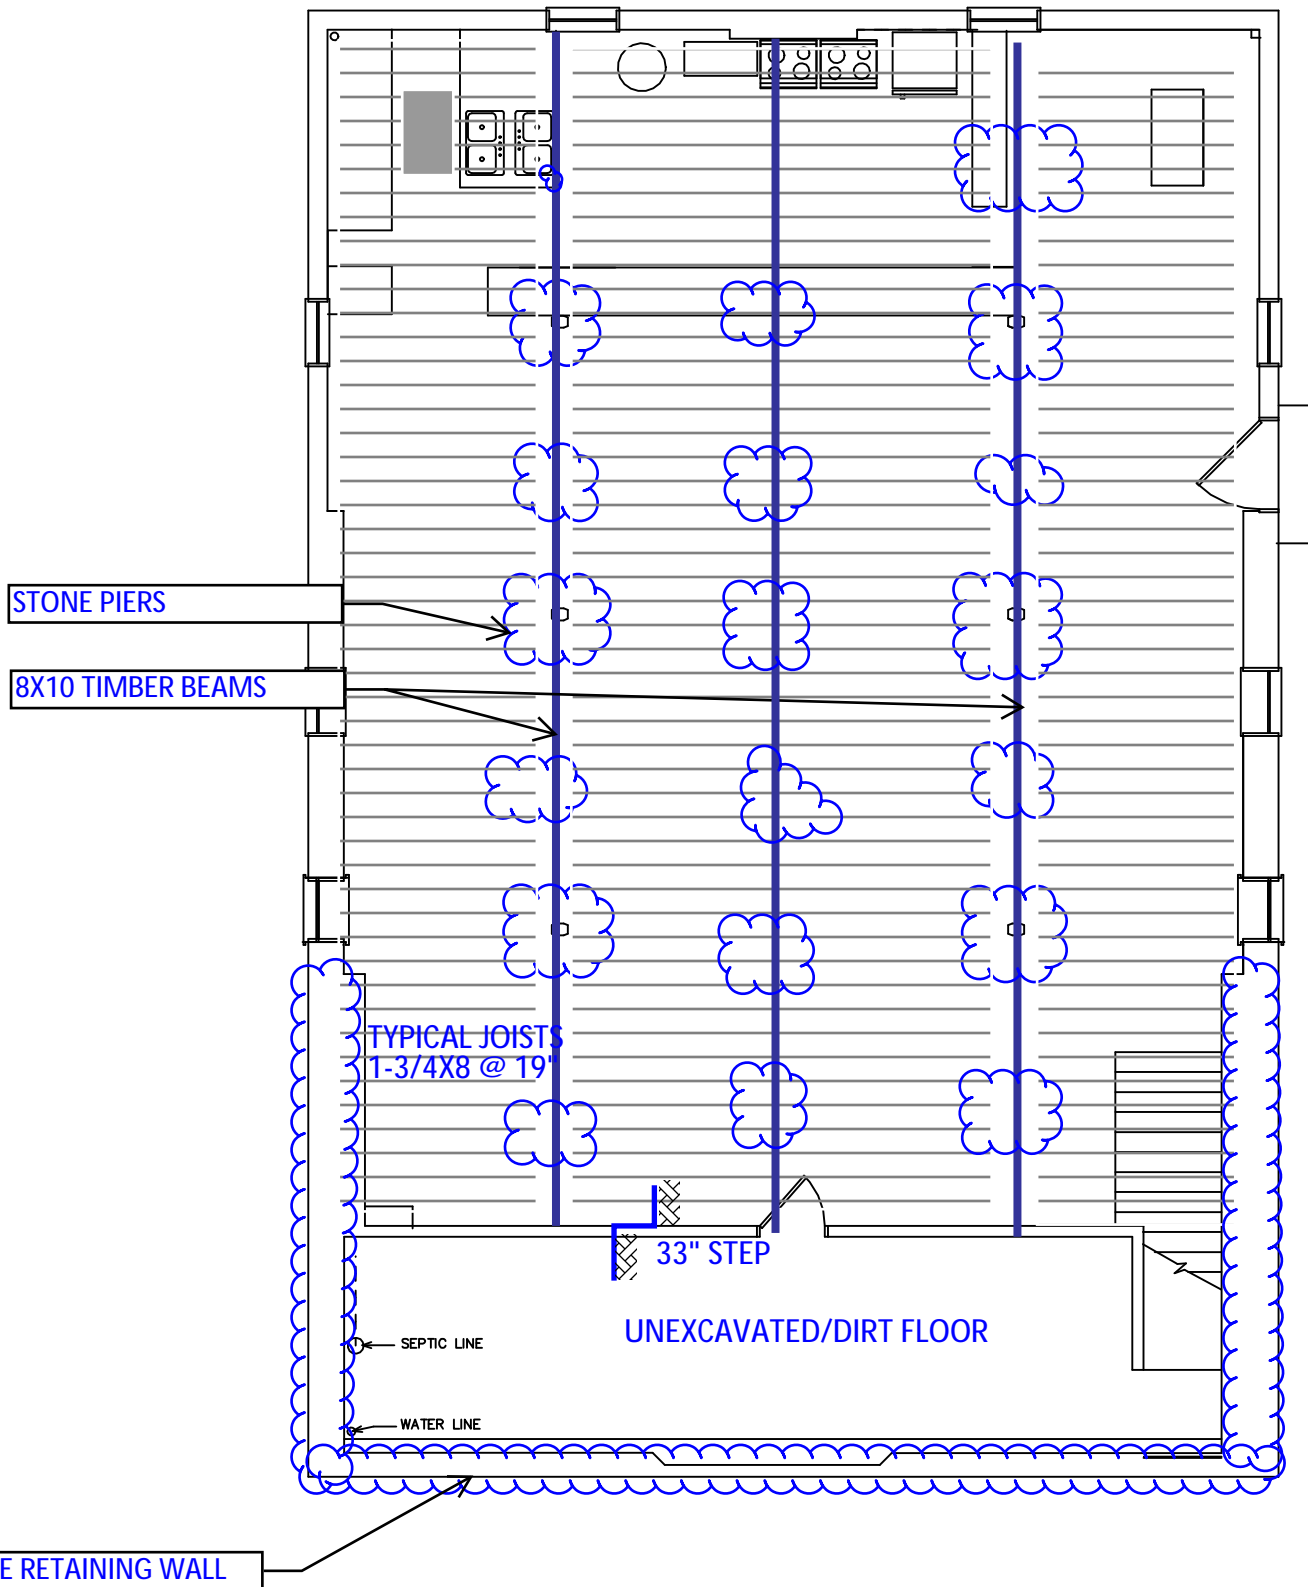 STONE PIERS
8X10 TIMBER BEAMS
TYPICAL JOISTS
1-3/4X8 @ 19"
33" STEP
UNEXCAVATED/DIRT FLOOR
SEPTIC LINE
WATER LINE
E RETAINING WALL